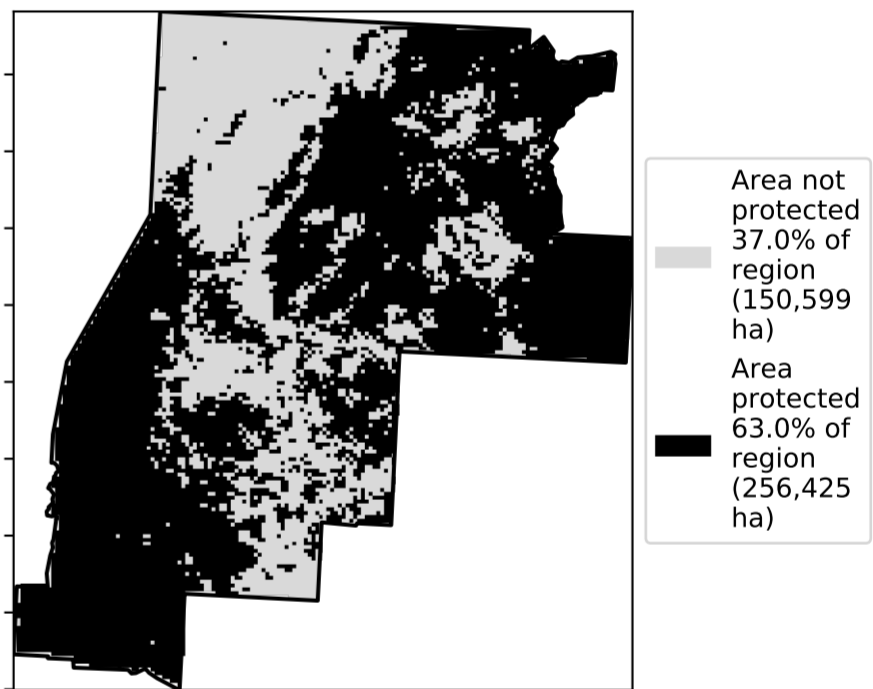 Area not
protected
37.0% of
region
(150,599
ha)
Area
protected
63.0% of
region
(256,425
ha)